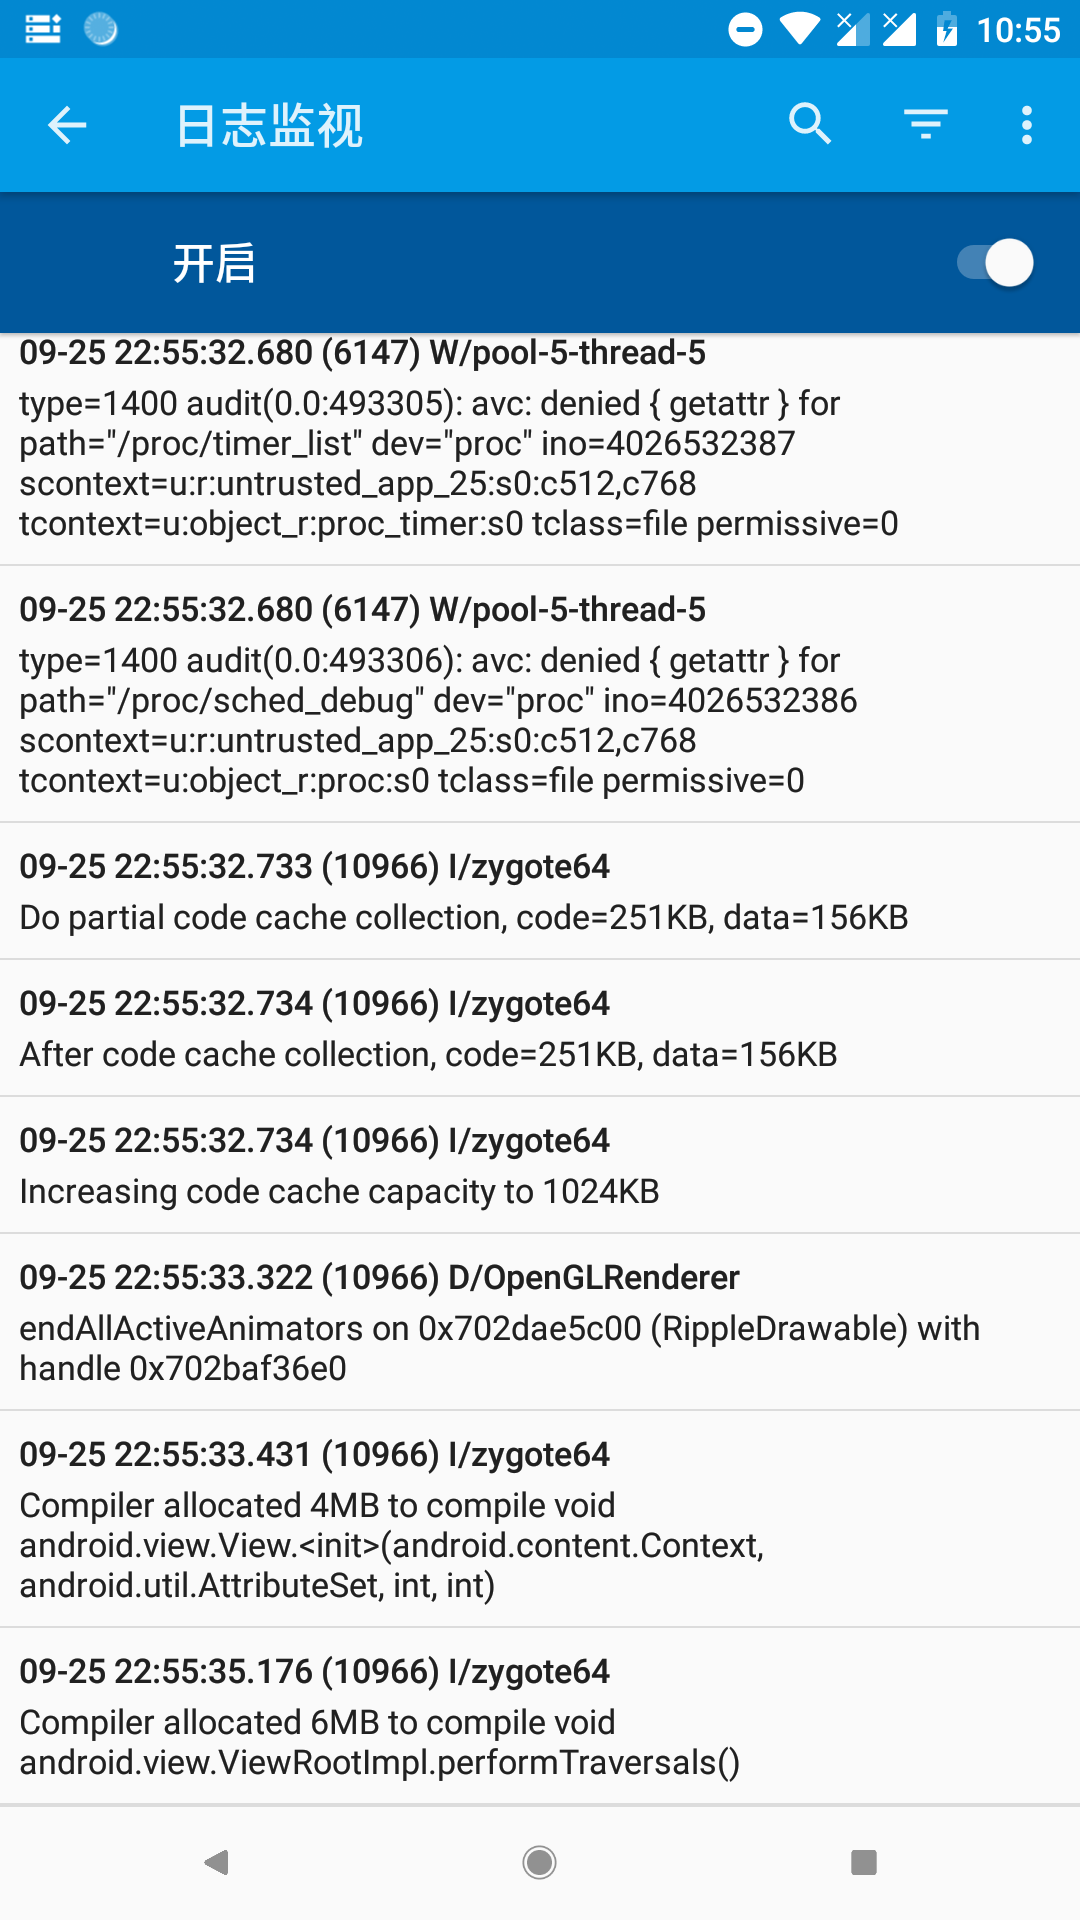 10:55
日志监视
开启
09-25 22:55:32.680 (6147) W/pool-5-thread-5
type=1400 audit(0.0:493305): avc: denied { getattr } for
path="/proc/timer_list" dev="proc" ino=4026532387
scontext=u:r:untrusted_app_25:s0:c512,c768
tcontext=u:object_r:proc_timer:s0 tclass=file permissive=0
09-25 22:55:32.680 (6147) W/pool-5-thread-5
type=1400 audit(0.0:493306): avc: denied { getattr } for
path="/proc/sched_debug" dev="proc" ino=4026532386
scontext=u:r:untrusted_app_25:s0:c512,c768
tcontext=u:object_r:proc:s0 tclass=file permissive=0
09-25 22:55:32.733 (10966) I/zygote64
Do partial code cache collection, code=251KB, data=156KB
09-25 22:55:32.734 (10966) I/zygote64
After code cache collection, code=251KB, data=156KB
09-25 22:55:32.734 (10966) I/zygote64
Increasing code cache capacity to 1024KB
09-25 22:55:33.322 (10966) D/OpenGLRenderer
endAllActiveAnimators on 0x702dae5c00 (RippleDrawable) with
handle 0x702baf36e0
09-25 22:55:33.431 (10966) I/zygote64
Compiler allocated 4MB to compile void
android.view.View.<init>(android.content.Context,
android.util.AttributeSet, int, int)
09-25 22:55:35.176 (10966) I/zygote64
Compiler allocated 6MB to compile void
android.view.ViewRootImpl.performTraversals()